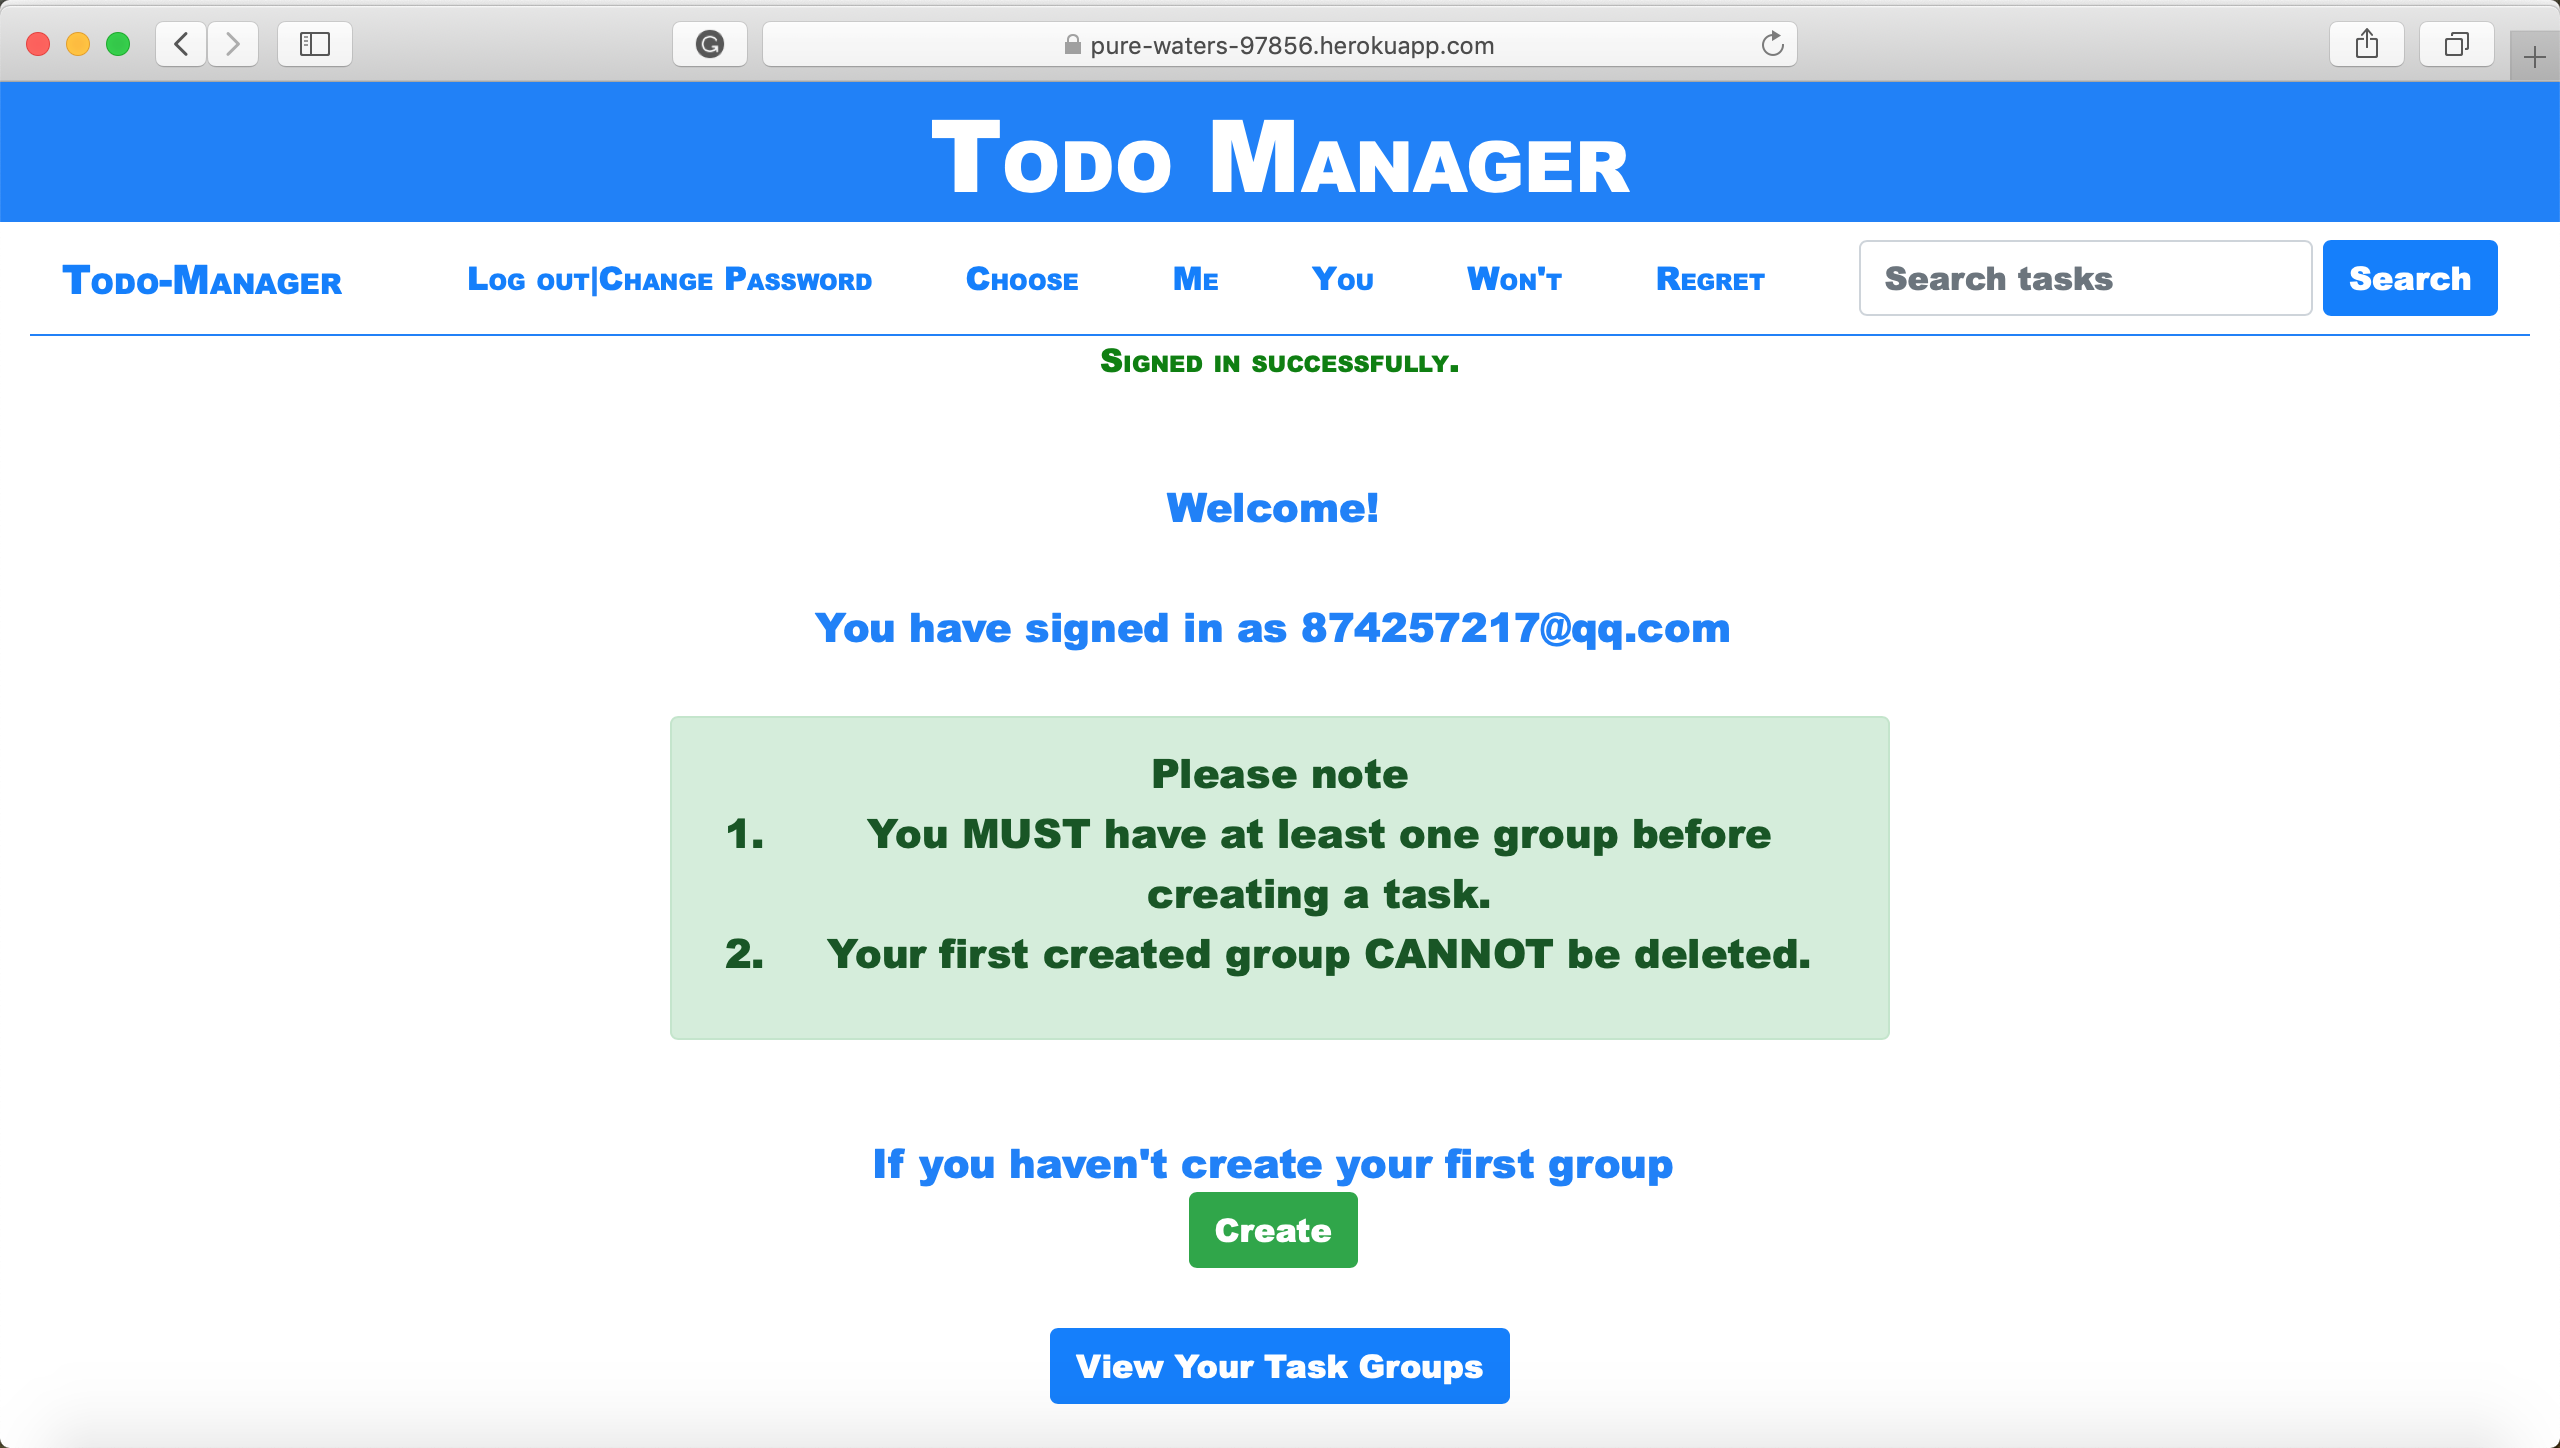 pure-waters-97856.herokuapp.com
Todo Manager
Todo-Manager Log out|Change Password Choose Me You Won't Regret Search tasks Search
Signed in successfully.
Welcome!
You have signed in as 874257217@qq.com
Please note
1. You MUST have at least one group before
creating a task.
2. Your first created group CANNOT be deleted.
If you haven't create your first group
Create
View Your Task Groups